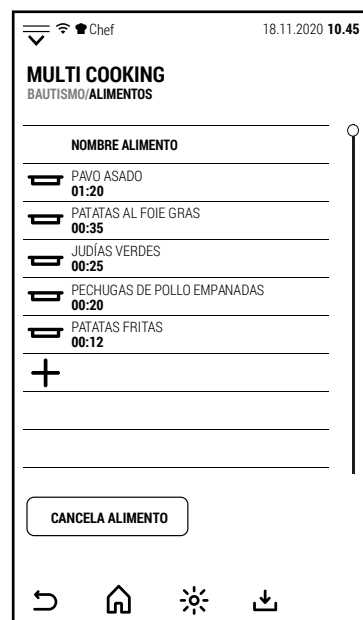 Chef 18.11.2020 10.45
MULTI COOKING
BAUTISMO/ALIMENTOS
NOMBRE ALIMENTO
PAVO ASADO
01:20
PATATAS AL FOIE GRAS
00:35
JUDÍAS VERDES
00:25
PECHUGAS DE POLLO EMPANADAS
00:20
PATATAS FRITAS
00:12
CANCELA ALIMENTO